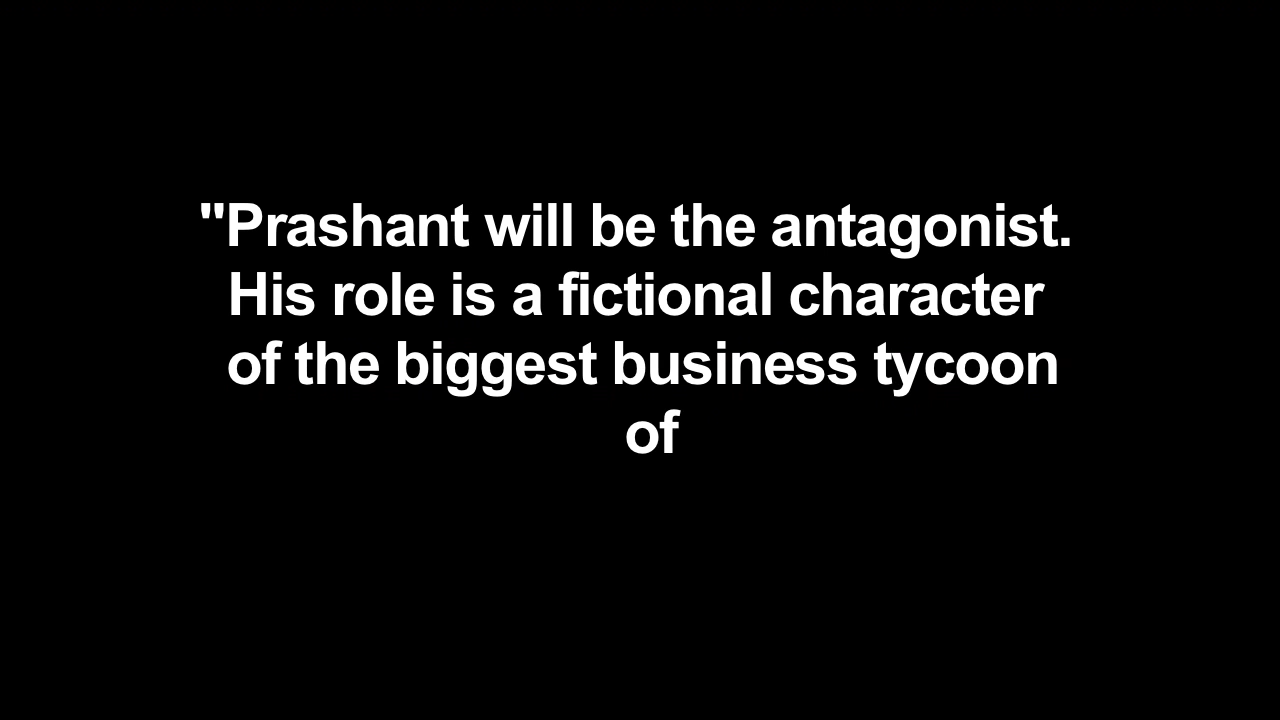 "Prashant will be the antagonist.
His role is a fictional character
of the biggest business tycoon
of